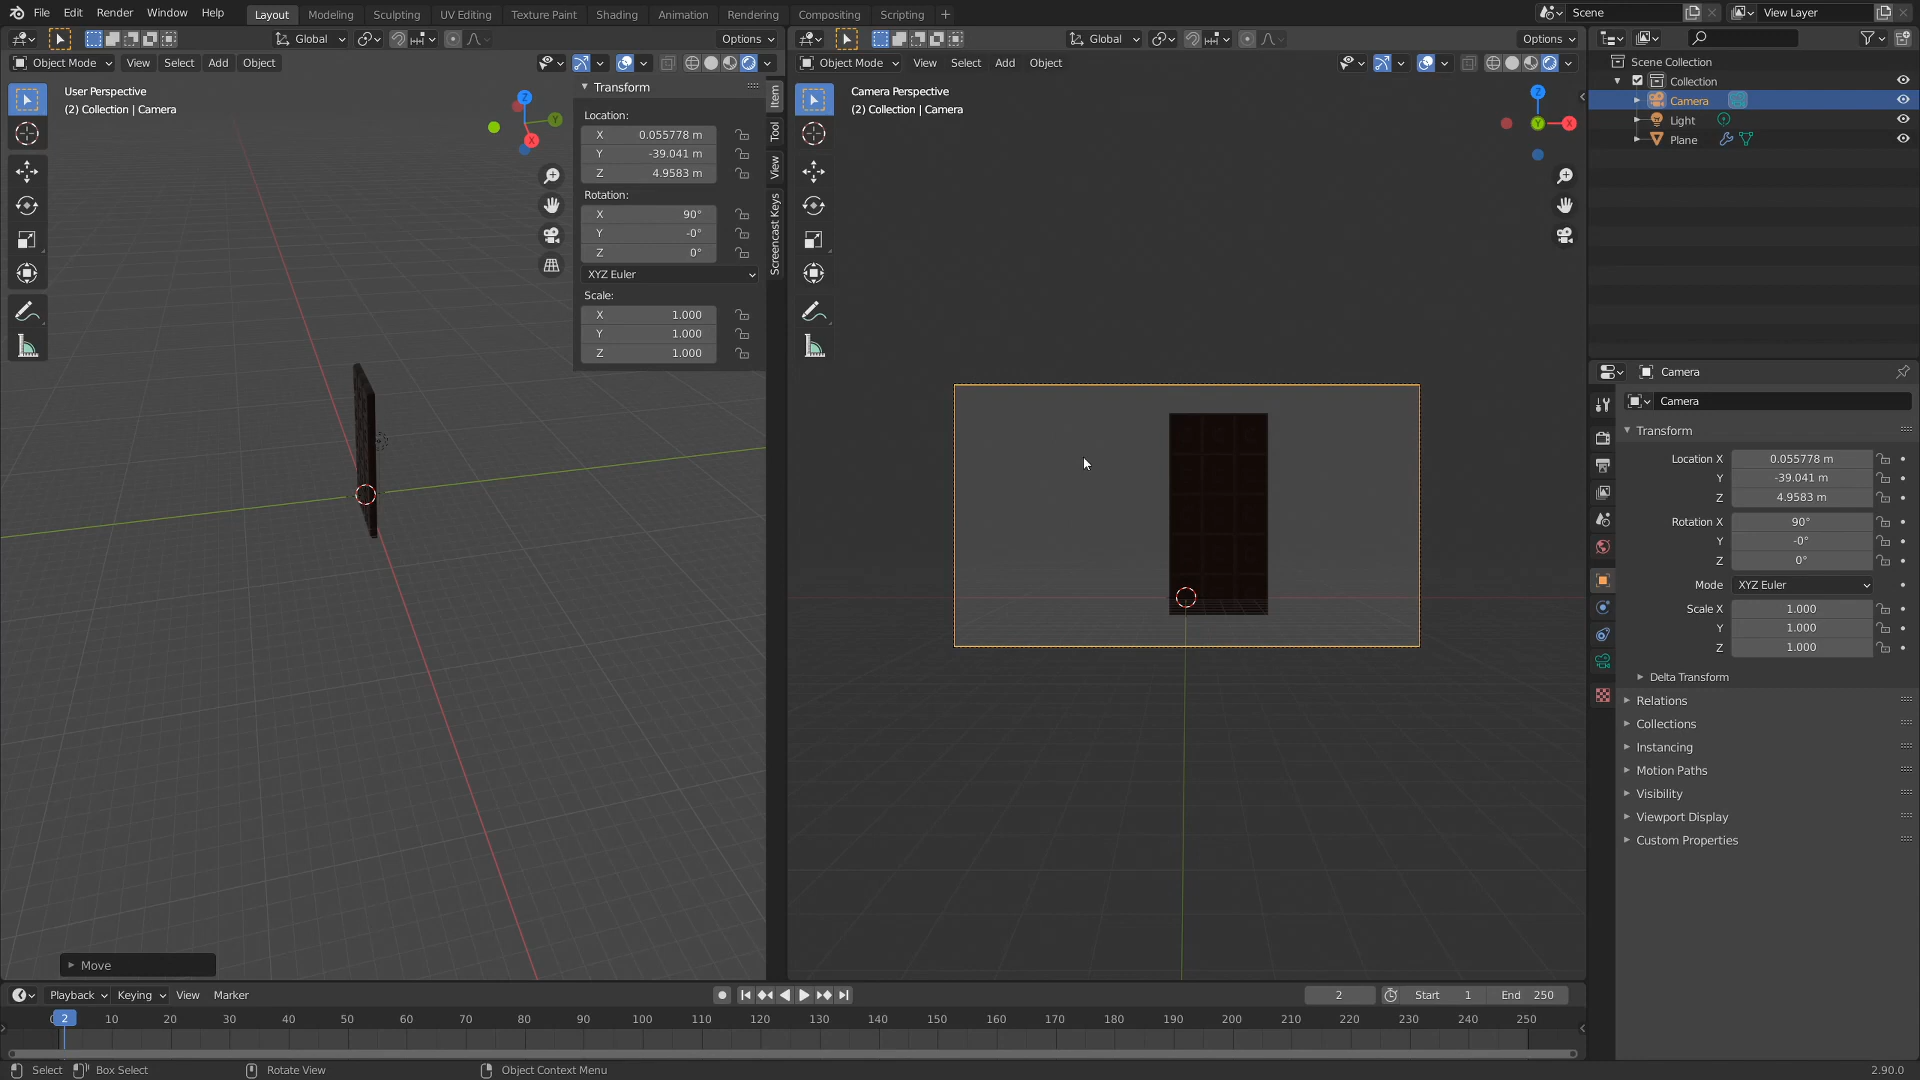 File Edit Render Window Help Layout Modeling Sculpting UV Editing Texture Paint Shading Animation Rendering Compositing Scripting + Scene View Layer
Global Options Global Options
Object Mode View Select Add Object Object Mode View Select Add Object
User Perspective
(2) Collection | Camera
Z
Y
X
Transform
Location:
X 0.055778 m
Y -39.041 m
Z 4.9583 m
Rotation:
X 90°
Y -0°
Z 0°
XYZ Euler
Scale:
X 1.000
Y 1.000
Z 1.000
Item
Tool
View
Screencast Keys
Move
Camera Perspective
(2) Collection | Camera
Z
Y
X
Scene Collection
Collection
Camera
Light
Plane
Camera
Camera
Transform
Location X 0.055778 m
Y -39.041 m
Z 4.9583 m
Rotation X 90°
Y -0°
Z 0°
Mode XYZ Euler
Scale X 1.000
Y 1.000
Z 1.000
Delta Transform
Relations
Collections
Instancing
Motion Paths
Visibility
Viewport Display
Custom Properties
Playback Keying View Marker 2 Start 1 End 250
2 10 20 30 40 50 60 70 80 90 100 110 120 130 140 150 160 170 180 190 200 210 220 230 240 250
Select Box Select Rotate View Object Context Menu 2.90.0